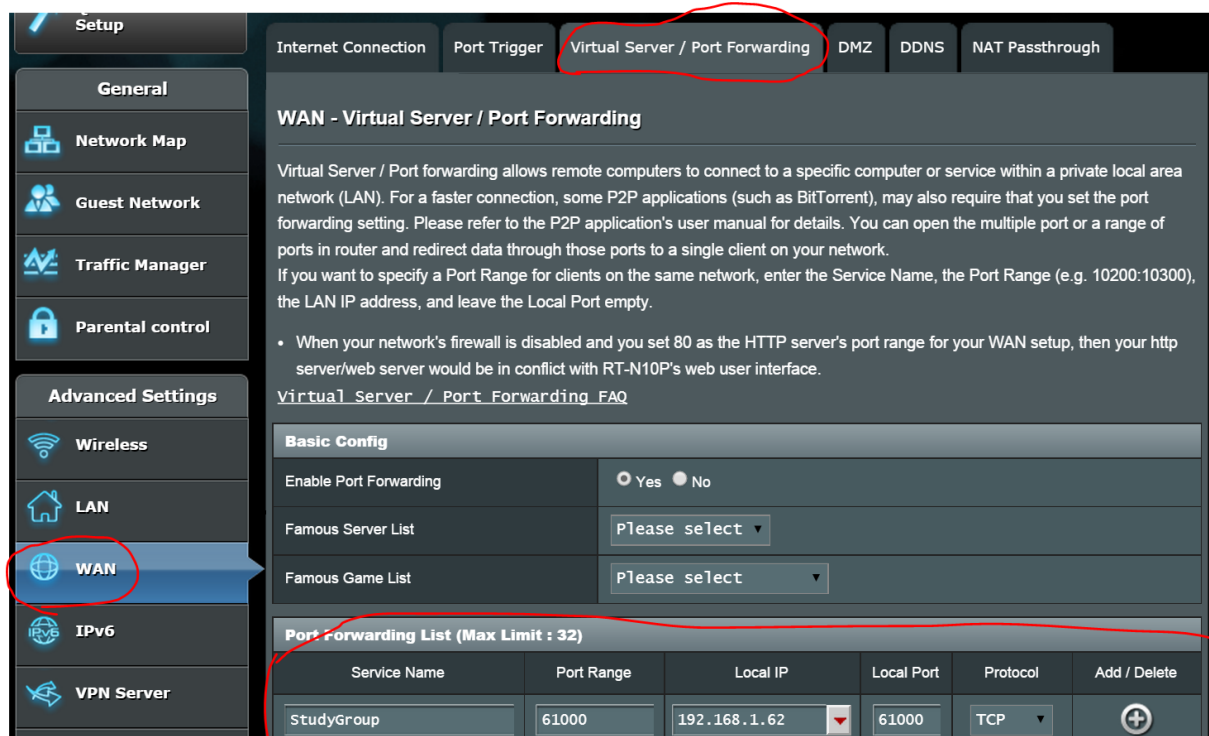 Setup
General
Network Map
Guest Network
Traffic Manager
Parental control
Advanced Settings
Wireless
LAN
WAN
IPv6
VPN Server
Internet Connection
Port Trigger
Virtual Server / Port Forwarding
DMZ
DDNS
NAT Passthrough
WAN - Virtual Server / Port Forwarding
Virtual Server / Port forwarding allows remote computers to connect to a specific computer or service within a private local area
network (LAN). For a faster connection, some P2P applications (such as BitTorrent), may also require that you set the port
forwarding setting. Please refer to the P2P application's user manual for details. You can open the multiple port or a range of
ports in router and redirect data through those ports to a single client on your network.
If you want to specify a Port Range for clients on the same network, enter the Service Name, the Port Range (e.g. 10200:10300),
the LAN IP address, and leave the Local Port empty.
• When your network's firewall is disabled and you set 80 as the HTTP server's port range for your WAN setup, then your http
server/web server would be in conflict with RT-N10P's web user interface.
Virtual Server / Port Forwarding FAQ
Basic Config
Enable Port Forwarding Yes No
Famous Server List Please select
Famous Game List Please select
Port Forwarding List (Max Limit : 32)
Service Name Port Range Local IP Local Port Protocol Add / Delete
StudyGroup 61000 192.168.1.62 61000 TCP